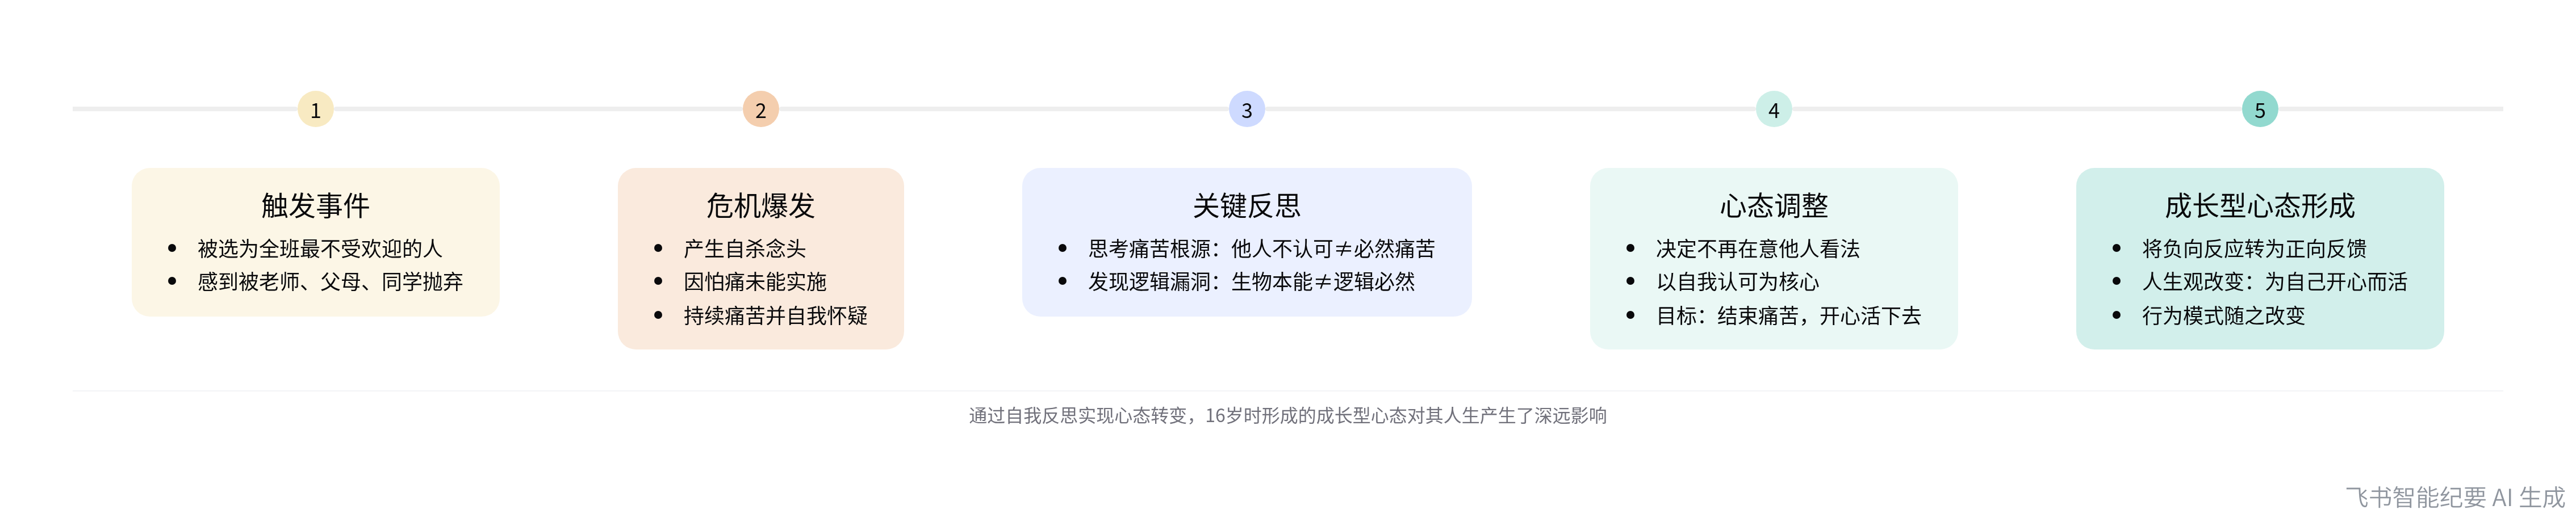 1
触发事件
• 被选为全班最不受欢迎的人
• 感到被老师、父母、同学抛弃
2
危机爆发
• 产生自杀念头
• 因怕痛未能实施
• 持续痛苦并自我怀疑
3
关键反思
• 思考痛苦根源：他人不认可≠必然痛苦
• 发现逻辑漏洞：生物本能≠逻辑必然
4
心态调整
• 决定不再在意他人看法
• 以自我认可为核心
• 目标：结束痛苦，开心活下去
5
成长型心态形成
• 将负向反应转为正向反馈
• 人生观改变：为自己开心而活
• 行为模式随之改变
通过自我反思实现心态转变，16岁时形成的成长型心态对其人生产生了深远影响
飞书智能纪要 AI 生成